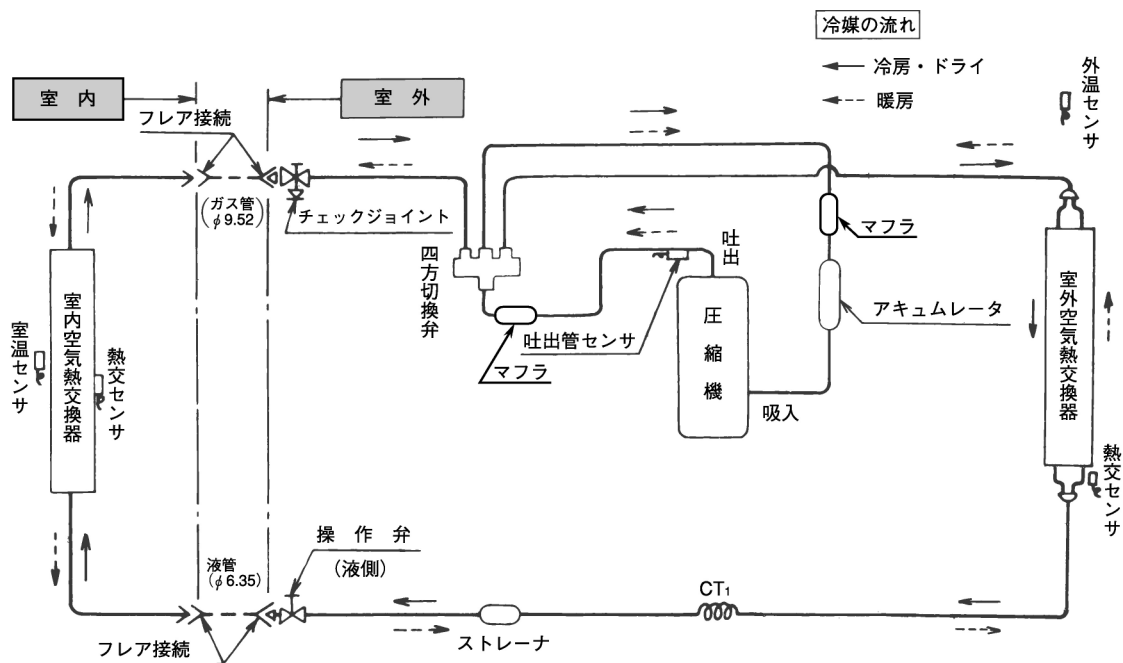 冷媒の流れ
冷房・ドライ
暖房
外温センサ
室 内
室 外
フレア接続
(ガス管
φ9.52)
チェックジョイント
四方切換弁
吐出
マフラ
アキュムレータ
圧縮機
吸入
吐出管センサ
マフラ
室温センサ
室内空気熱交換器
熱交センサ
室外空気熱交換器
熱交センサ
操 作 弁
(液側)
液管
(φ6.35)
フレア接続
ストレーナ
CT₁